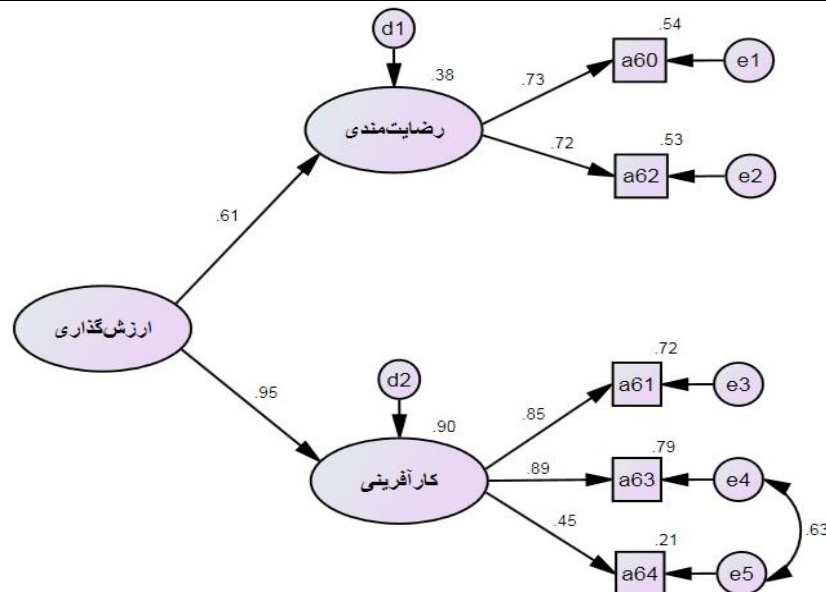 d1
.54
.38
a60
e1
.73
رضایت‌مندی
.53
.72
a62
e2
.61
ارزش‌گذاری
.72
d2
a61
e3
.95
.85
.90
.79
.89
a63
e4
کارآفرینی
.45
.63
.21
a64
e5